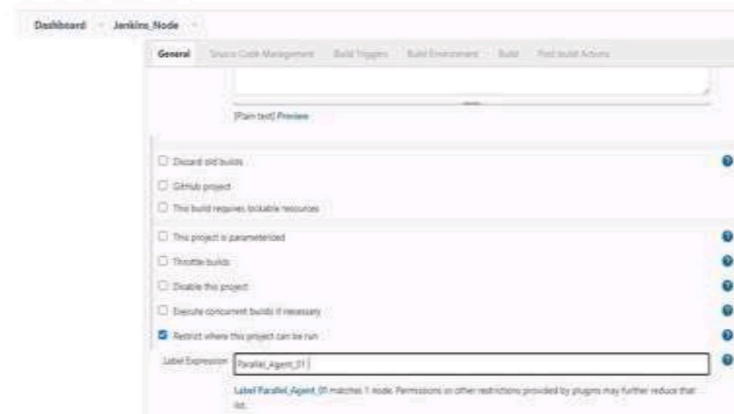 Dashboard Jenkins_Node
General Source Code Management Build Triggers Build Environment Build Post-build Actions
[Plain text] Preview
Discard old builds
GitHub project
This build requires lockable resources
This project is parameterized
Throttle builds
Disable this project
Execute concurrent builds if necessary
Restrict where this project can be run
Label Expression Parallel_Agent_01
Label Parallel_Agent_01 matches 1 node. Permissions or other restrictions provided by plugins may further reduce that
list.